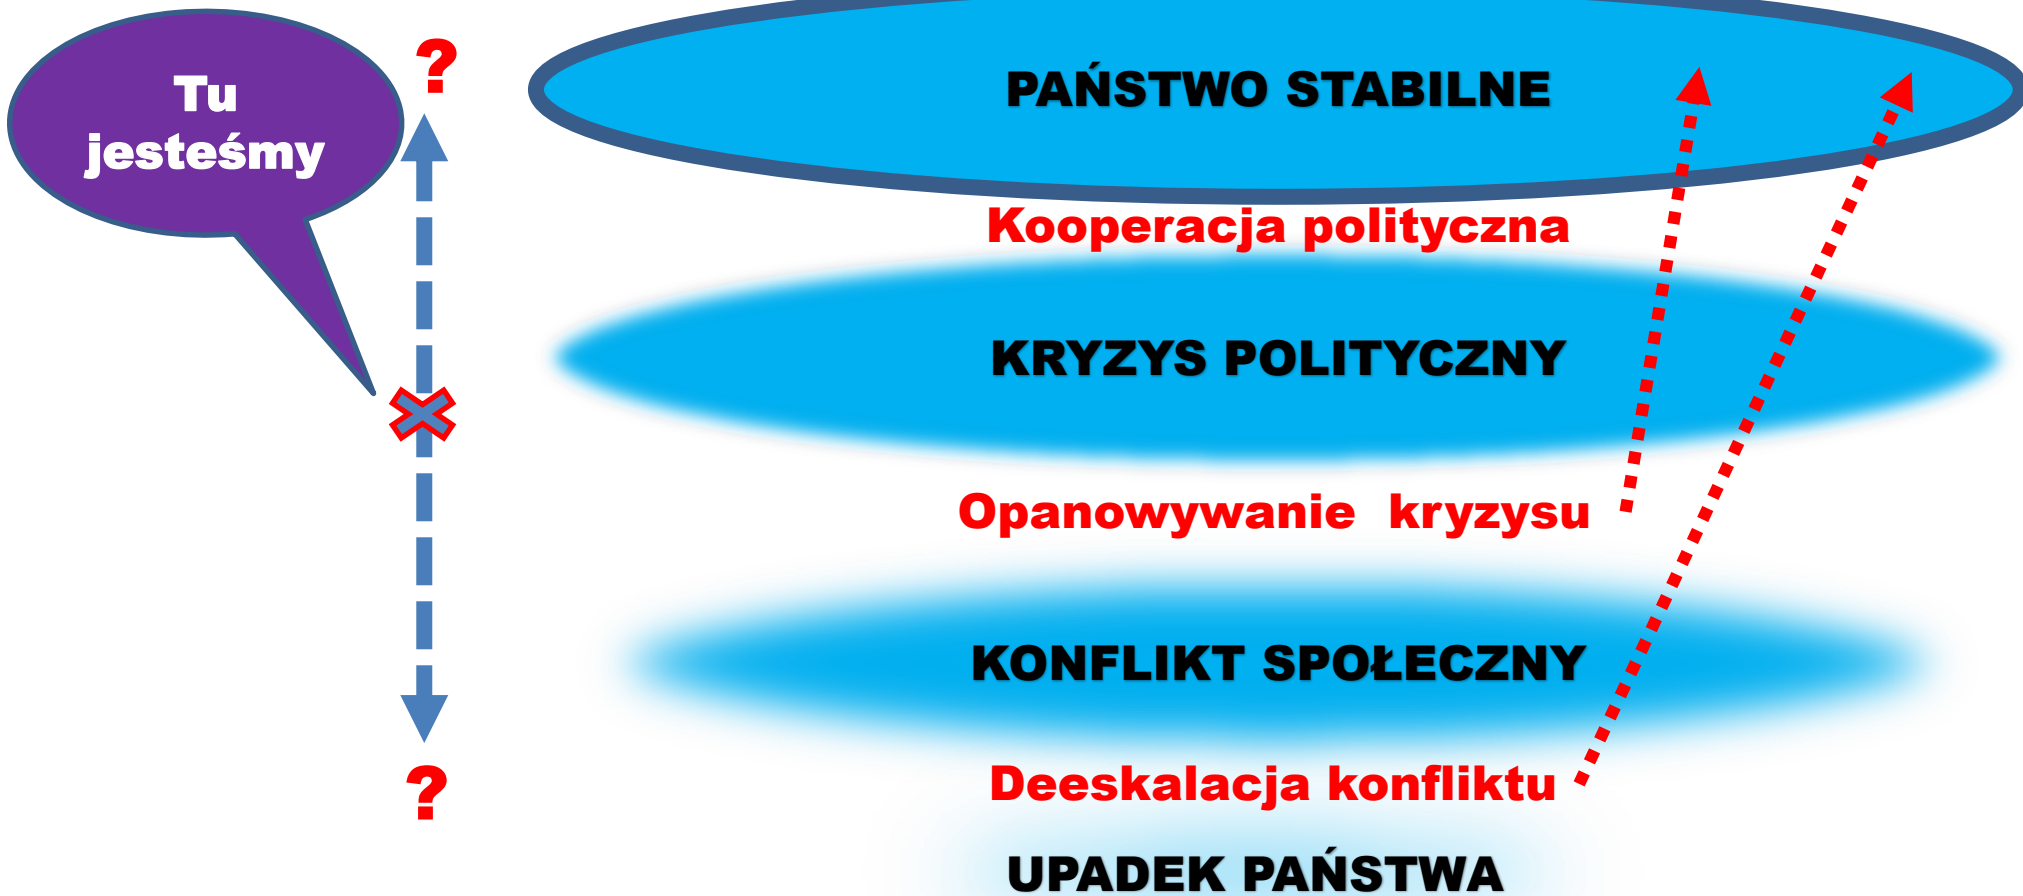 Tu
jesteśmy
?
PAŃSTWO STABILNE
Kooperacja polityczna
KRYZYS POLITYCZNY
Opanowywanie kryzysu
KONFLIKT SPOŁECZNY
?
Deeskalacja konfliktu
UPADEK PAŃSTWA